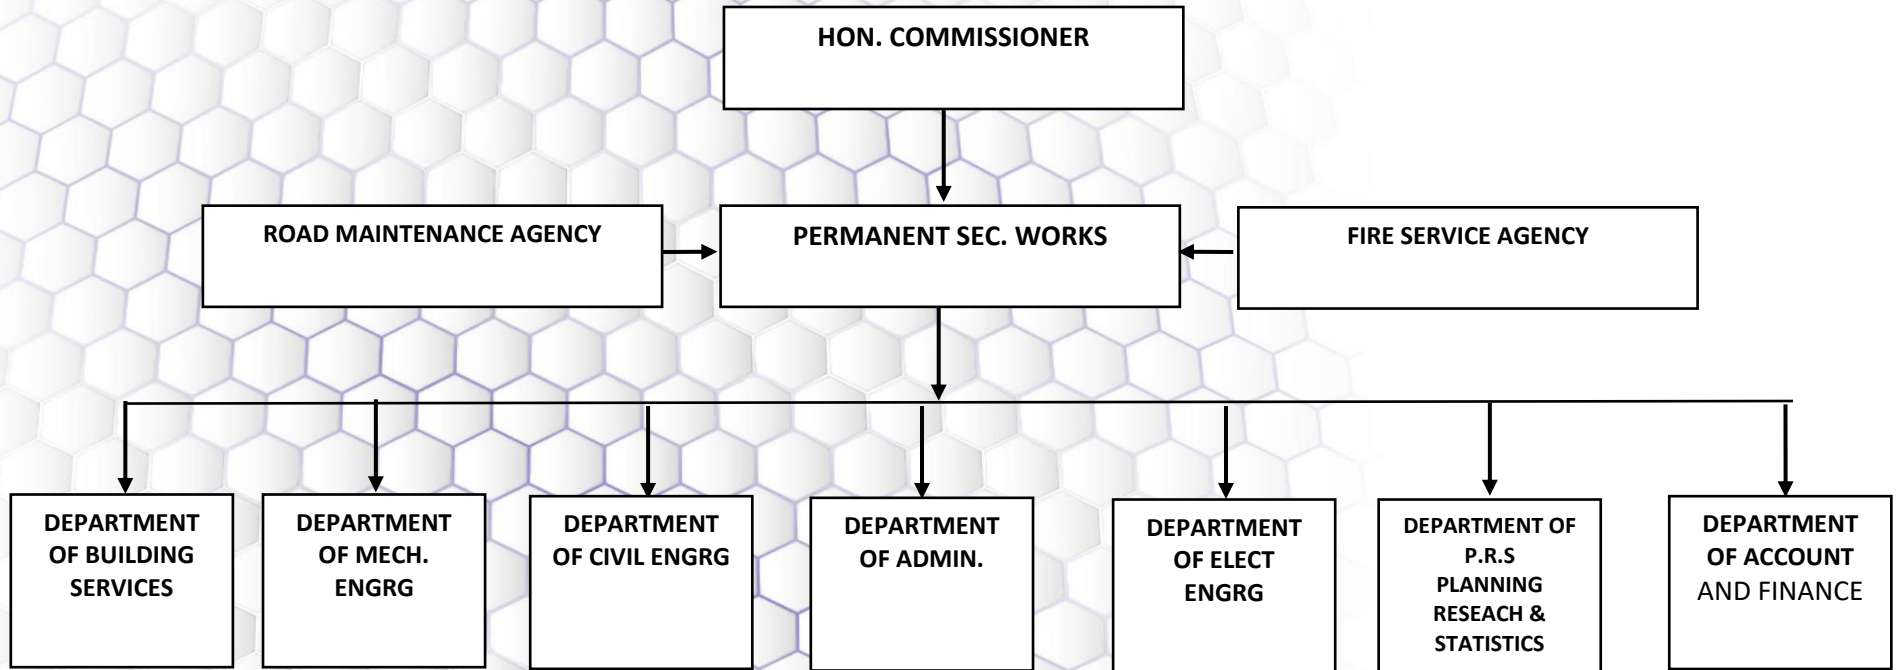 HON. COMMISSIONER
ROAD MAINTENANCE AGENCY
PERMANENT SEC. WORKS
FIRE SERVICE AGENCY
DEPARTMENT
OF BUILDING
SERVICES
DEPARTMENT
OF MECH.
ENGRG
DEPARTMENT
OF CIVIL ENGRG
DEPARTMENT
OF ADMIN.
DEPARTMENT
OF ELECT
ENGRG
DEPARTMENT OF
P.R.S
PLANNING
RESEACH &
STATISTICS
DEPARTMENT
OF ACCOUNT
AND FINANCE